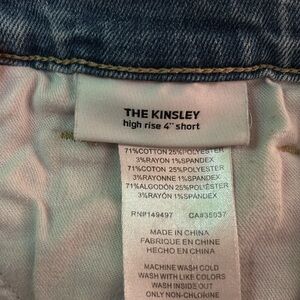 THE KINSLEY
high rise 4" short
71%COTTON 25%POLYESTER
3%RAYON 1%SPANDEX
71%COTON 25%POLYESTER
3%RAYONNE 1%SPANDEX
71%ALGODÓN 25%POLIÉSTER
3%RAYÓN 1%SPANDEX
RN#149497 CA#35037
MADE IN CHINA
FABRIQUÉ EN CHINE
HECHO EN CHINA
MACHINE WASH COLD
WASH WITH LIKE COLORS
WASH INSIDE OUT
ONLY NON-CHLORINE